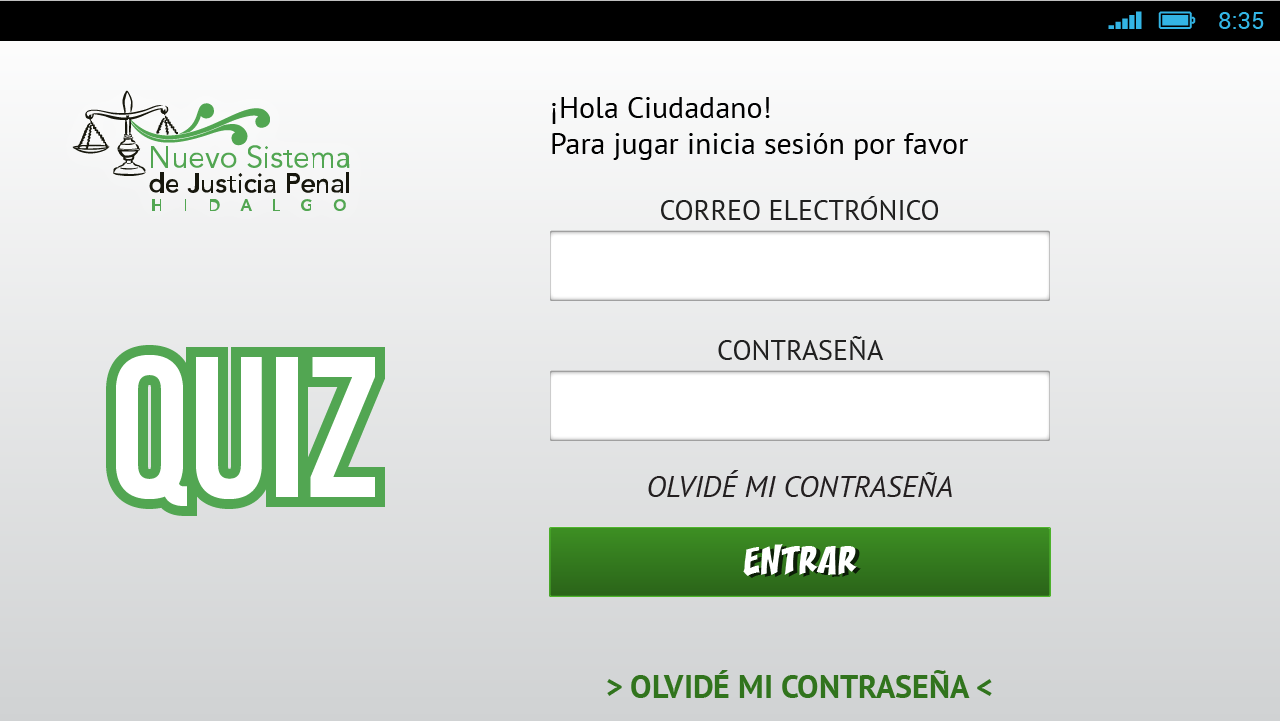 8:35
Nuevo Sistema
de Justicia Penal
HIDALGO
QUIZ
¡Hola Ciudadano!
Para jugar inicia sesión por favor
CORREO ELECTRÓNICO
CONTRASEÑA
OLVIDÉ MI CONTRASEÑA
ENTRAR
> OLVIDÉ MI CONTRASEÑA <